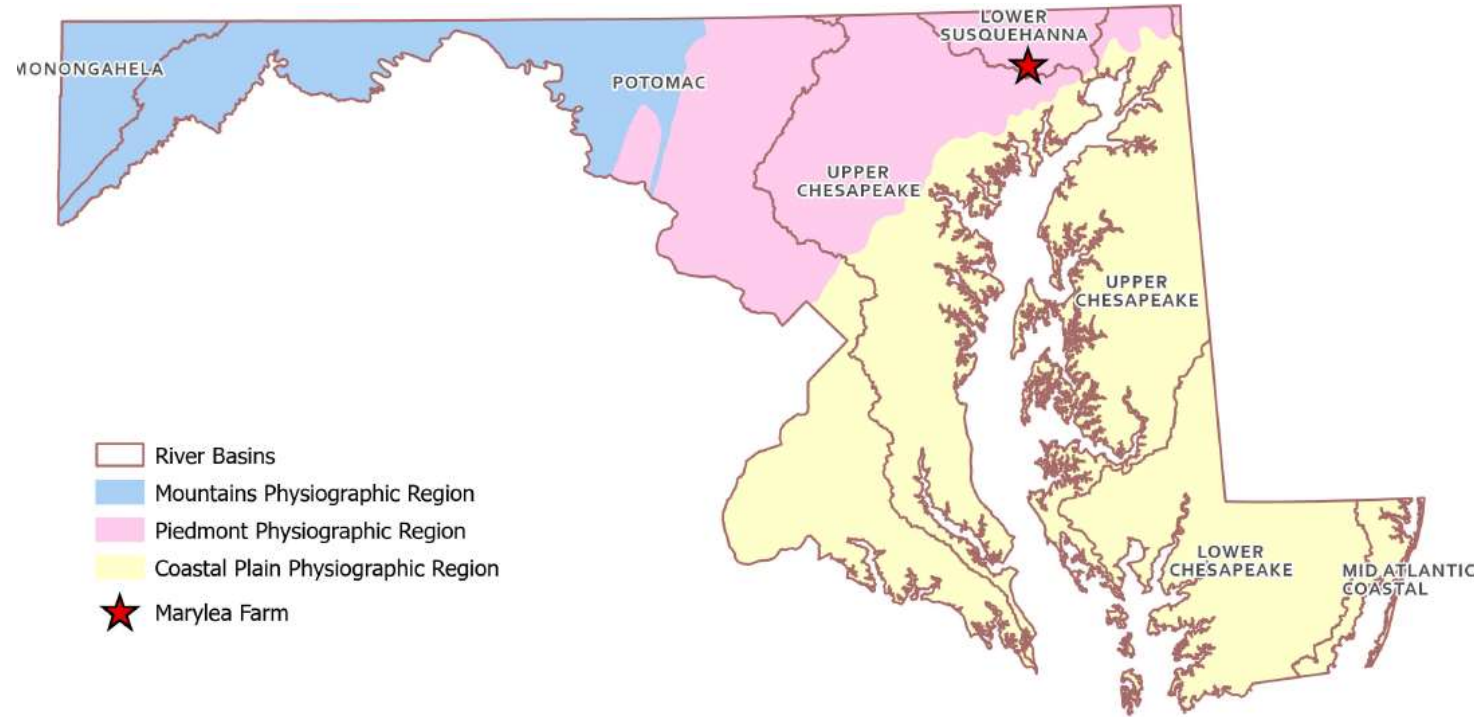 LOWER
SUSQUEHANNA
MONONGAHELA
POTOMAC
UPPER
CHESAPEAKE
UPPER
CHESAPEAKE
River Basins
Mountains Physiographic Region
Piedmont Physiographic Region
Coastal Plain Physiographic Region
Marylea Farm
LOWER
CHESAPEAKE
MID ATLANTIC
COASTAL